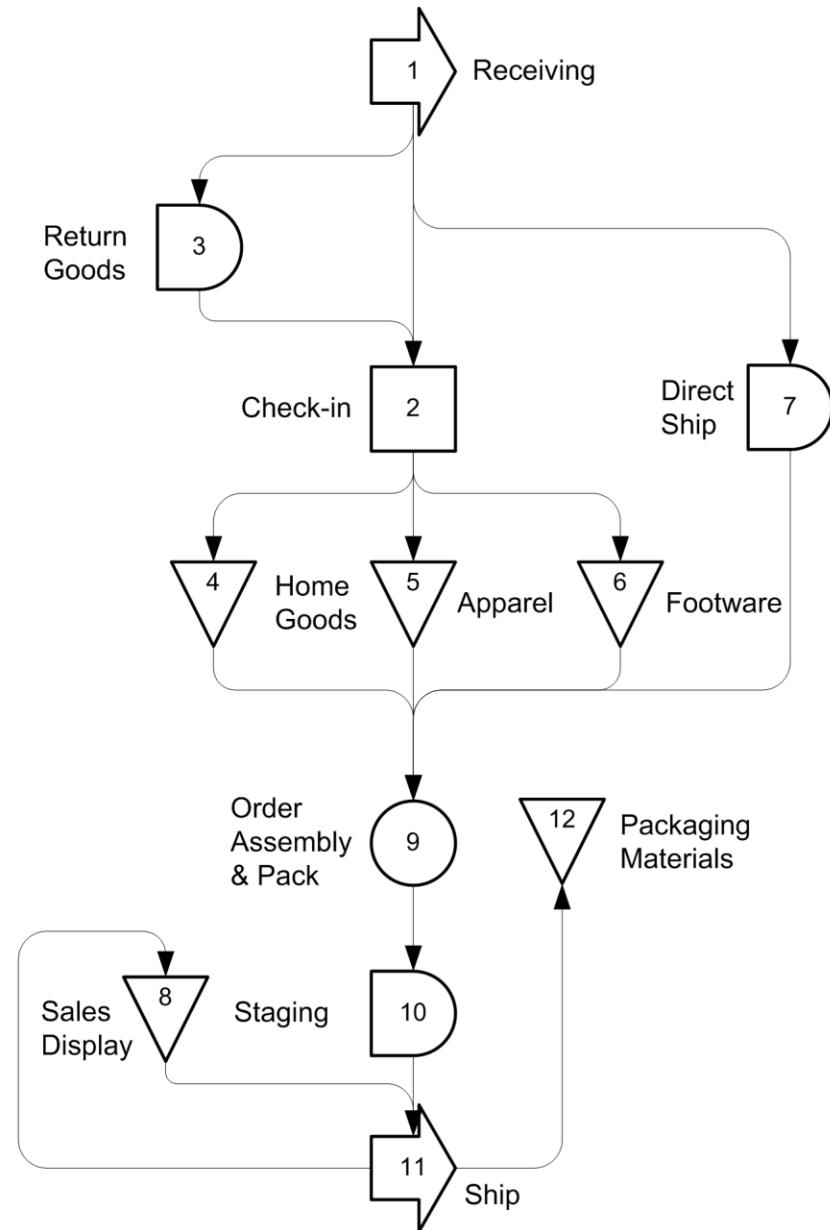 1
Receiving
Return
Goods
3
Check-in
2
Direct
Ship
7
4
Home
Goods
5
Apparel
6
Footware
Order
Assembly
& Pack
9
12
Packaging
Materials
8
Sales
Display
Staging
10
11
Ship